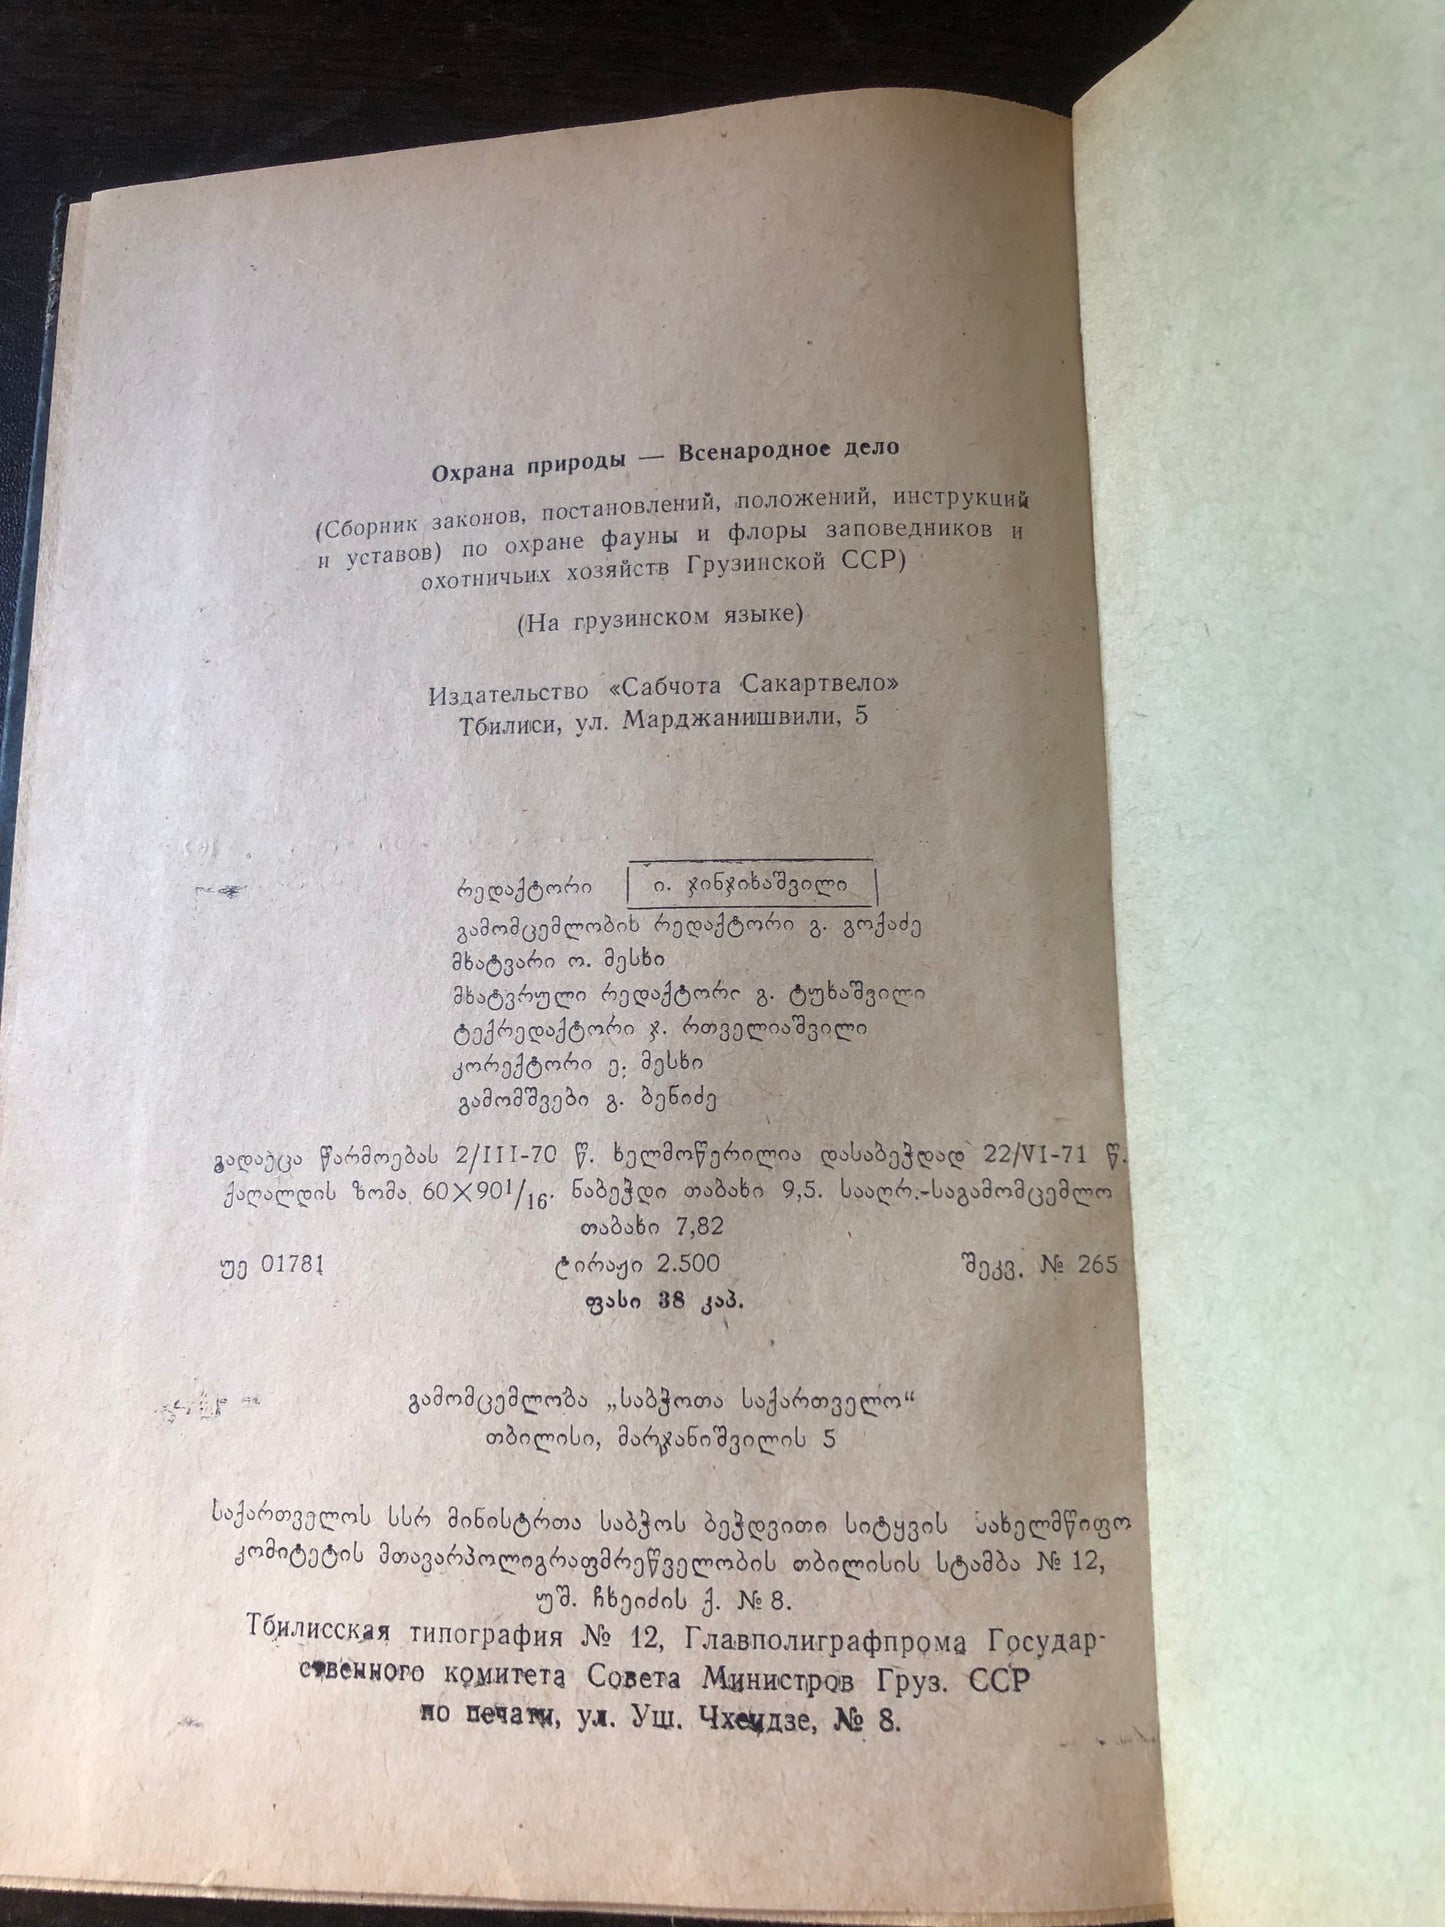 Охрана природы — Всенародное дело
(Сборник законов, постановлений, положений, инструкций
и уставов) по охране фауны и флоры заповедников и
охотничьих хозяйств Грузинской ССР)
(На грузинском языке)
Издательство «Сабчота Сакартвело»
Тбилиси, ул. Марджанишвили, 5
რედაქტორი ი. ჯინჯიხაშვილი
გამომცემლობის რედაქტორი გ. გოქაძე
მხატვარი ო. მესხი
მხატვრული რედაქტორი გ. ტუხაშვილი
ტექრედაქტორი ჯ. რთველიაშვილი
კორექტორი ე. მესხი
გამომშვები გ. ბენიძე
გადაეცა წარმოებას 2/III-70 წ. ხელმოწერილია დასაბეჭდად 22/VI-71 წ.
ქაღალდის ზომა 60×90¹/₁₆. ნაბეჭდი თაბახი 9,5. სააღრ.-საგამომცემლო
თაბახი 7,82
უე 01781 ტირაჟი 2.500 შეკვ. № 265
ფასი 38 კაპ.
გამომცემლობა „საბჭოთა საქართველო“
თბილისი, მარჯანიშვილის 5
საქართველოს სსრ მინისტრთა საბჭოს ბეჭდვითი სიტყვის სახელმწიფო
კომიტეტის მთავარპოლიგრაფმრეწველობის თბილისის სტამბა № 12,
უშ. ჩხეიძის ქ. № 8.
Тбилисская типография № 12, Главполиграфпрома Государ-
ственного комитета Совета Министров Груз. ССР
по печати, ул. Уш. Чхеидзе, № 8.